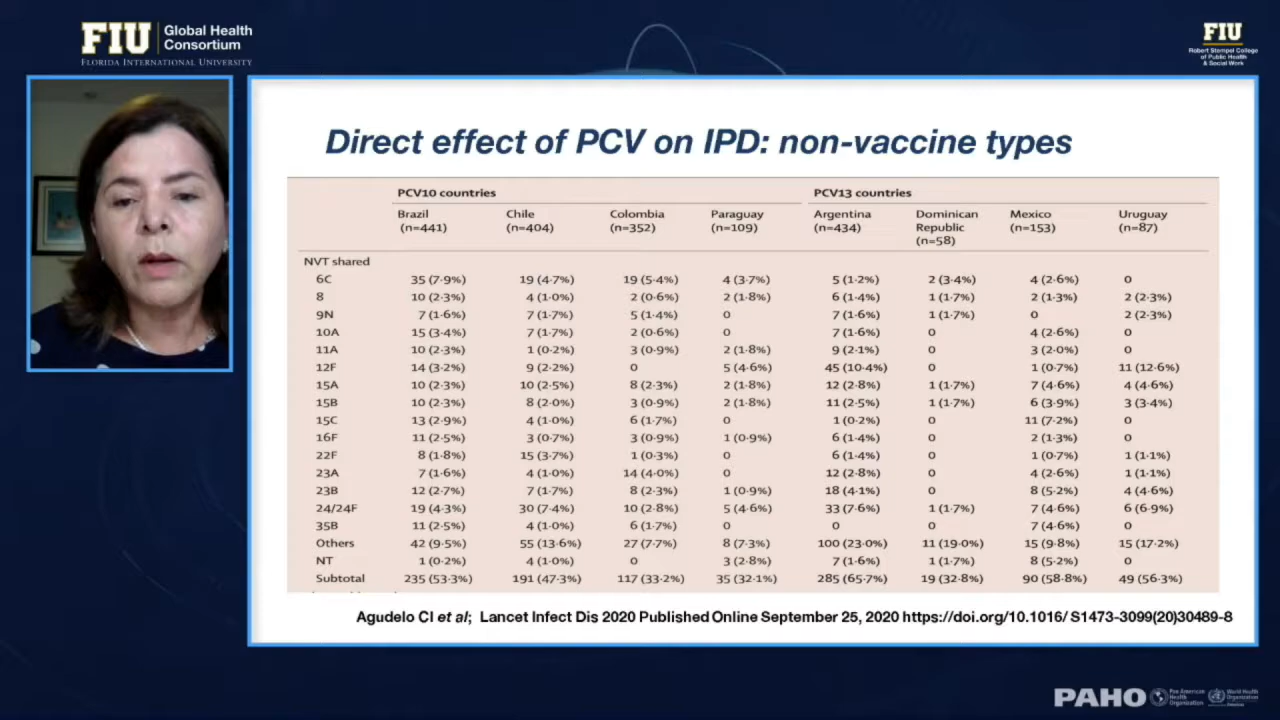 FIU Global Health Consortium
FLORIDA INTERNATIONAL UNIVERSITY
FIU
Robert Stempel College
of Public Health
& Social Work
Direct effect of PCV on IPD: non-vaccine types
PCV10 countries PCV13 countries
Brazil (n=441) Chile (n=404) Colombia (n=352) Paraguay (n=109) Argentina (n=434) Dominican Republic (n=58) Mexico (n=153) Uruguay (n=87)
NVT shared
6C 35 (7·9%) 19 (4·7%) 19 (5·4%) 4 (3·7%) 5 (1·2%) 2 (3·4%) 4 (2·6%) 0
8 10 (2·3%) 4 (1·0%) 2 (0·6%) 2 (1·8%) 6 (1·4%) 1 (1·7%) 2 (1·3%) 2 (2·3%)
9N 7 (1·6%) 7 (1·7%) 5 (1·4%) 0 7 (1·6%) 1 (1·7%) 0 2 (2·3%)
10A 15 (3·4%) 7 (1·7%) 2 (0·6%) 0 7 (1·6%) 0 4 (2·6%) 0
11A 10 (2·3%) 1 (0·2%) 3 (0·9%) 2 (1·8%) 9 (2·1%) 0 3 (2·0%) 0
12F 14 (3·2%) 9 (2·2%) 0 5 (4·6%) 45 (10·4%) 0 1 (0·7%) 11 (12·6%)
15A 10 (2·3%) 10 (2·5%) 8 (2·3%) 2 (1·8%) 12 (2·8%) 1 (1·7%) 7 (4·6%) 4 (4·6%)
15B 10 (2·3%) 8 (2·0%) 3 (0·9%) 2 (1·8%) 11 (2·5%) 1 (1·7%) 6 (3·9%) 3 (3·4%)
15C 13 (2·9%) 4 (1·0%) 6 (1·7%) 0 1 (0·2%) 0 11 (7·2%) 0
16F 11 (2·5%) 3 (0·7%) 3 (0·9%) 1 (0·9%) 6 (1·4%) 0 2 (1·3%) 0
22F 8 (1·8%) 15 (3·7%) 1 (0·3%) 0 6 (1·4%) 0 1 (0·7%) 1 (1·1%)
23A 7 (1·6%) 4 (1·0%) 14 (4·0%) 0 12 (2·8%) 0 4 (2·6%) 1 (1·1%)
23B 12 (2·7%) 7 (1·7%) 8 (2·3%) 1 (0·9%) 18 (4·1%) 0 8 (5·2%) 4 (4·6%)
24/24F 19 (4·3%) 30 (7·4%) 10 (2·8%) 5 (4·6%) 33 (7·6%) 1 (1·7%) 7 (4·6%) 6 (6·9%)
35B 11 (2·5%) 4 (1·0%) 6 (1·7%) 0 0 0 7 (4·6%) 0
Others 42 (9·5%) 55 (13·6%) 27 (7·7%) 8 (7·3%) 100 (23·0%) 11 (19·0%) 15 (9·8%) 15 (17·2%)
NT 1 (0·2%) 4 (1·0%) 0 3 (2·8%) 7 (1·6%) 1 (1·7%) 8 (5·2%) 0
Subtotal 235 (53·3%) 191 (47·3%) 117 (33·2%) 35 (32·1%) 285 (65·7%) 19 (32·8%) 90 (58·8%) 49 (56·3%)
Agudelo CI et al; Lancet Infect Dis 2020 Published Online September 25, 2020 https://doi.org/10.1016/ S1473-3099(20)30489-8
PAHO Pan American Health Organization World Health Organization